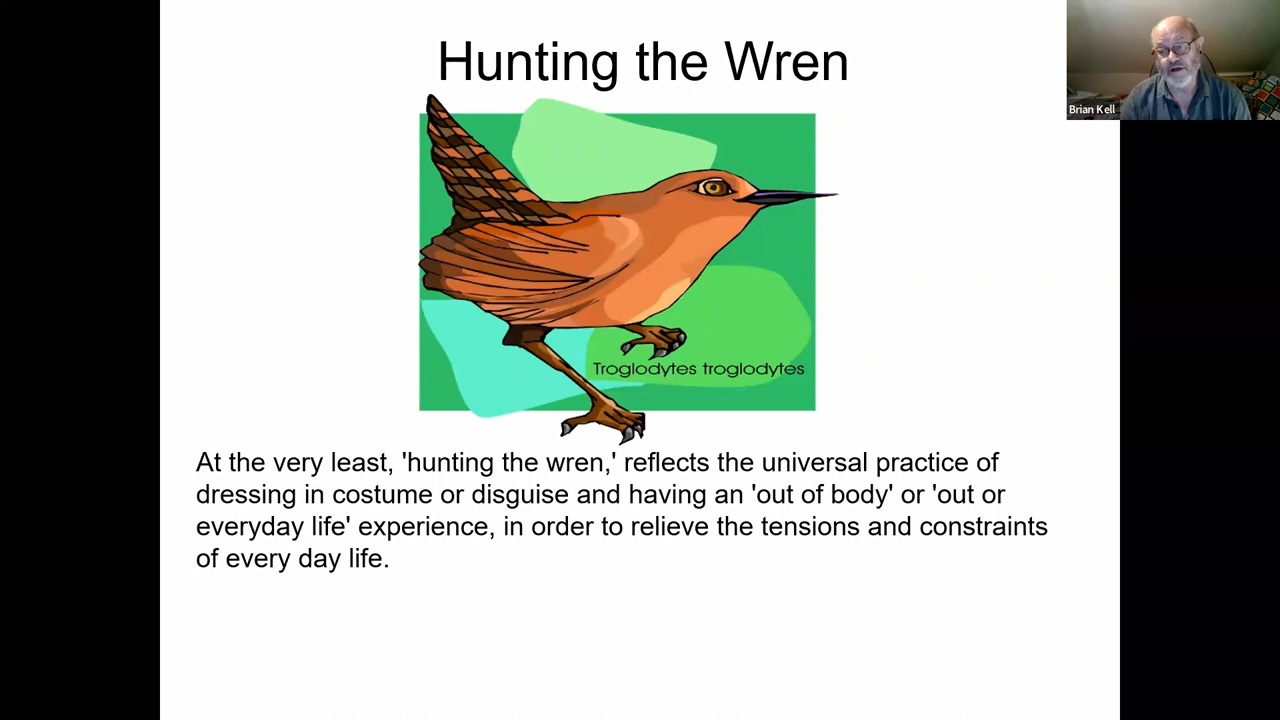 Hunting the Wren
Brian Kell
Troglodytes troglodytes
At the very least, 'hunting the wren,' reflects the universal practice of
dressing in costume or disguise and having an 'out of body' or 'out or
everyday life' experience, in order to relieve the tensions and constraints
of every day life.